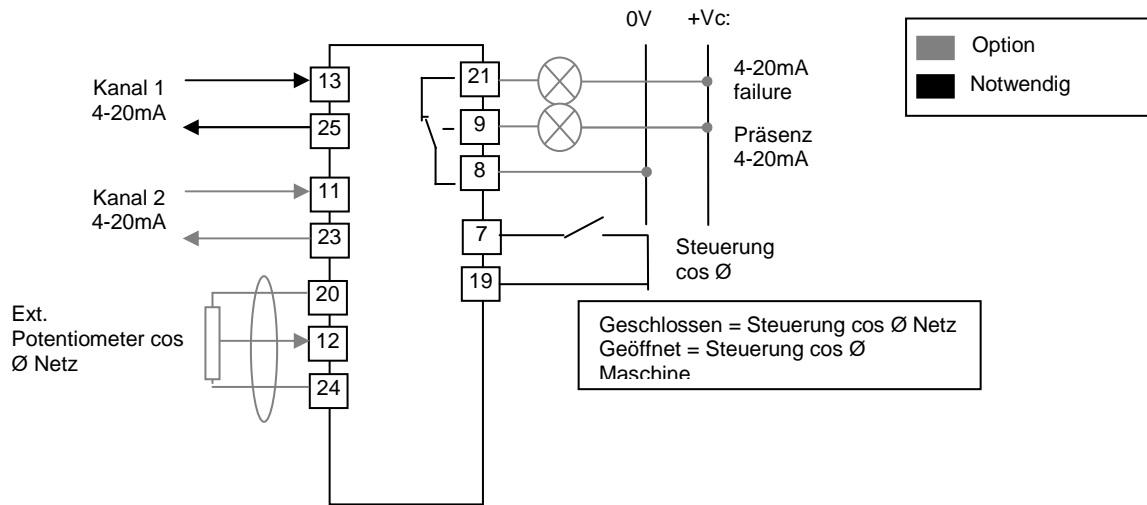 0V
+Vc:
Option
Notwendig
Kanal 1
4-20mA
13
25
21
9
8
4-20mA
failure
Präsenz
4-20mA
Kanal 2
4-20mA
11
23
7
19
Steuerung
cos Ø
Ext.
Potentiometer cos
Ø Netz
20
12
24
Geschlossen = Steuerung cos Ø Netz
Geöffnet = Steuerung cos Ø
Maschine